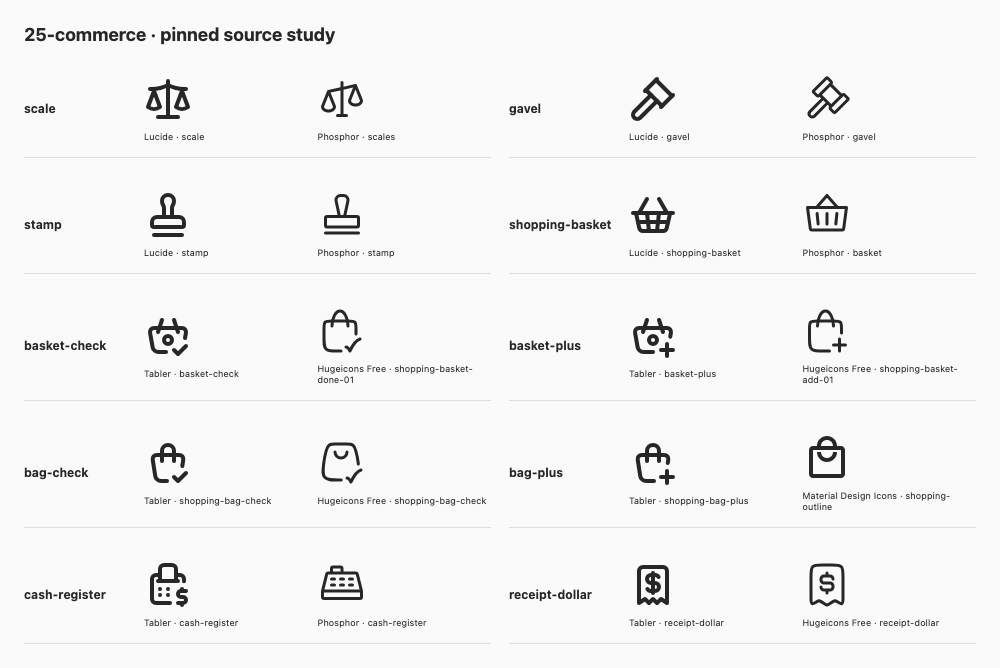 25-commerce · pinned source study
scale
Lucide · scale
Phosphor · scales
gavel
Lucide · gavel
Phosphor · gavel
stamp
Lucide · stamp
Phosphor · stamp
shopping-basket
Lucide · shopping-basket
Phosphor · basket
basket-check
Tabler · basket-check
Hugeicons Free · shopping-basket-
done-01
basket-plus
Tabler · basket-plus
Hugeicons Free · shopping-basket-
add-01
bag-check
Tabler · shopping-bag-check
Hugeicons Free · shopping-bag-check
bag-plus
Tabler · shopping-bag-plus
Material Design Icons · shopping-
outline
cash-register
Tabler · cash-register
Phosphor · cash-register
receipt-dollar
Tabler · receipt-dollar
Hugeicons Free · receipt-dollar